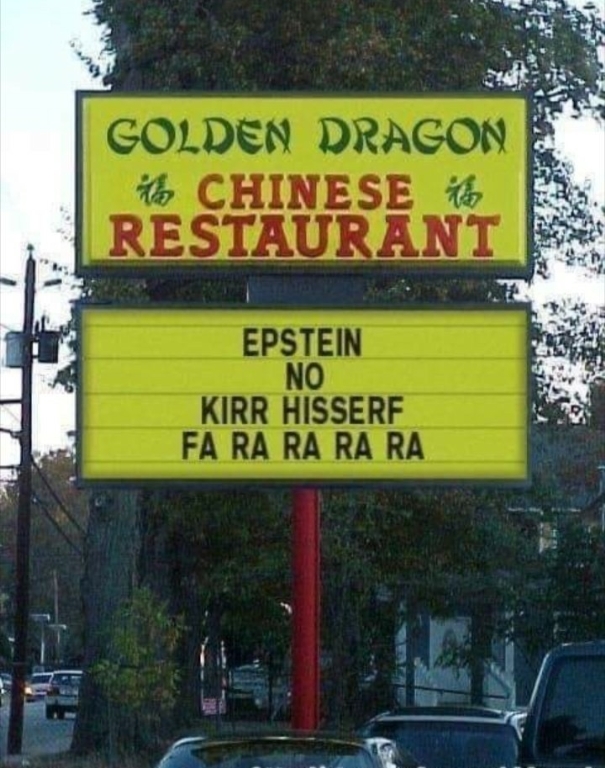 GOLDEN DRAGON
福 CHINESE 福
RESTAURANT
EPSTEIN
NO
KIRR HISSERF
FA RA RA RA RA